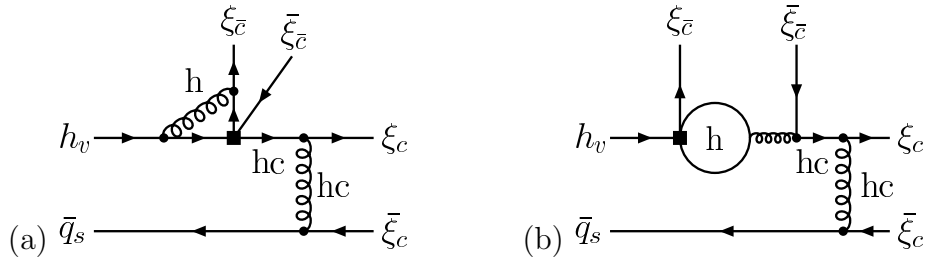 ξ_c̄ ξ̄_c̄
h
h_v ξ_c
hc
hc
(a) q̄_s ξ̄_c
ξ_c̄ ξ̄_c̄
h_v h ξ_c
hc
hc
(b) q̄_s ξ̄_c